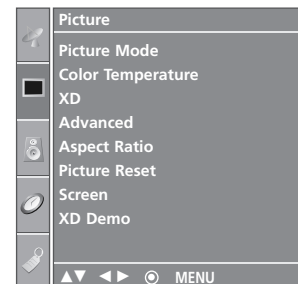 Picture
Picture Mode
Color Temperature
XD
Advanced
Aspect Ratio
Picture Reset
Screen
XD Demo
▲▼ ◄► ◉ MENU